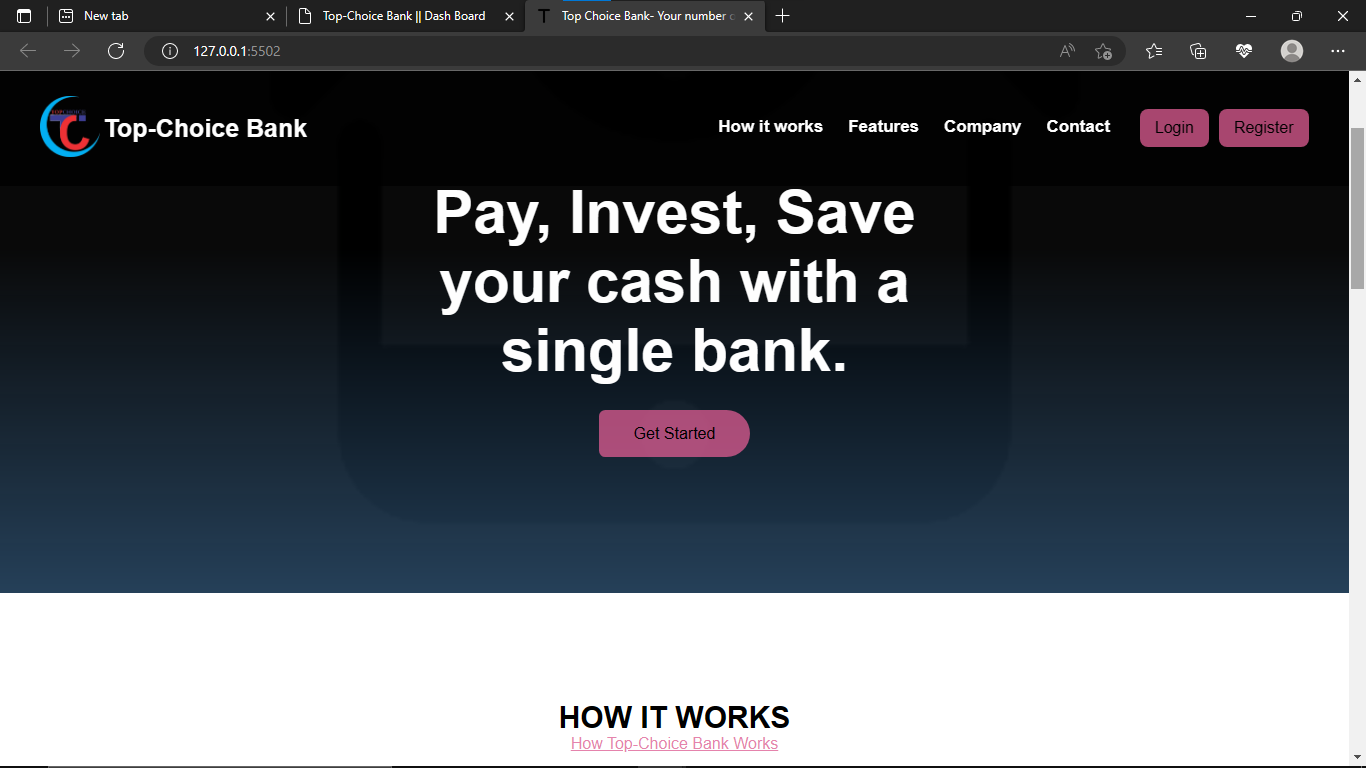 New tab
Top-Choice Bank || Dash Board
Top Choice Bank- Your number
127.0.0.1:5502
Top-Choice Bank
How it works Features Company Contact Login Register
Pay, Invest, Save
your cash with a
single bank.
Get Started
HOW IT WORKS
How Top-Choice Bank Works